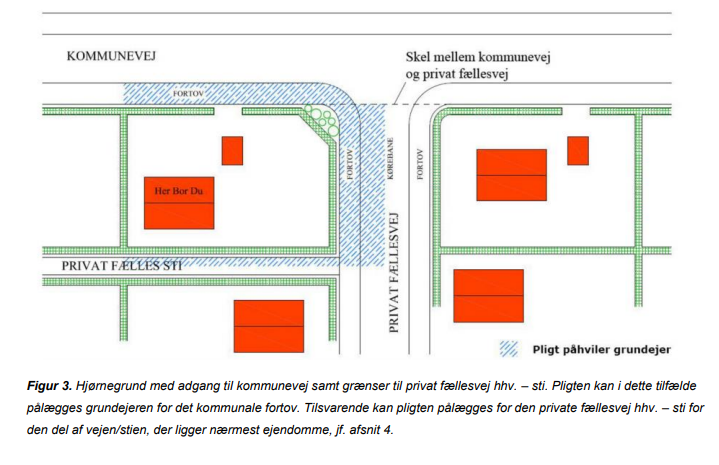 KOMMUNEVEJ
Skel mellem kommunevej
og privat fællesvej
FORTOV
FORTOV
KØREBANE
FORTOV
Her Bor Du
PRIVAT FÆLLES STI
PRIVAT FÆLLESVEJ
Pligt påhviler grundejer
Figur 3. Hjørnegrund med adgang til kommunevej samt grænser til privat fællesvej hhv. – sti. Pligten kan i dette tilfælde
pålægges grundejeren for det kommunale fortov. Tilsvarende kan pligten pålægges for den private fællesvej hhv. – sti for
den del af vejen/stien, der ligger nærmest ejendomme, jf. afsnit 4.